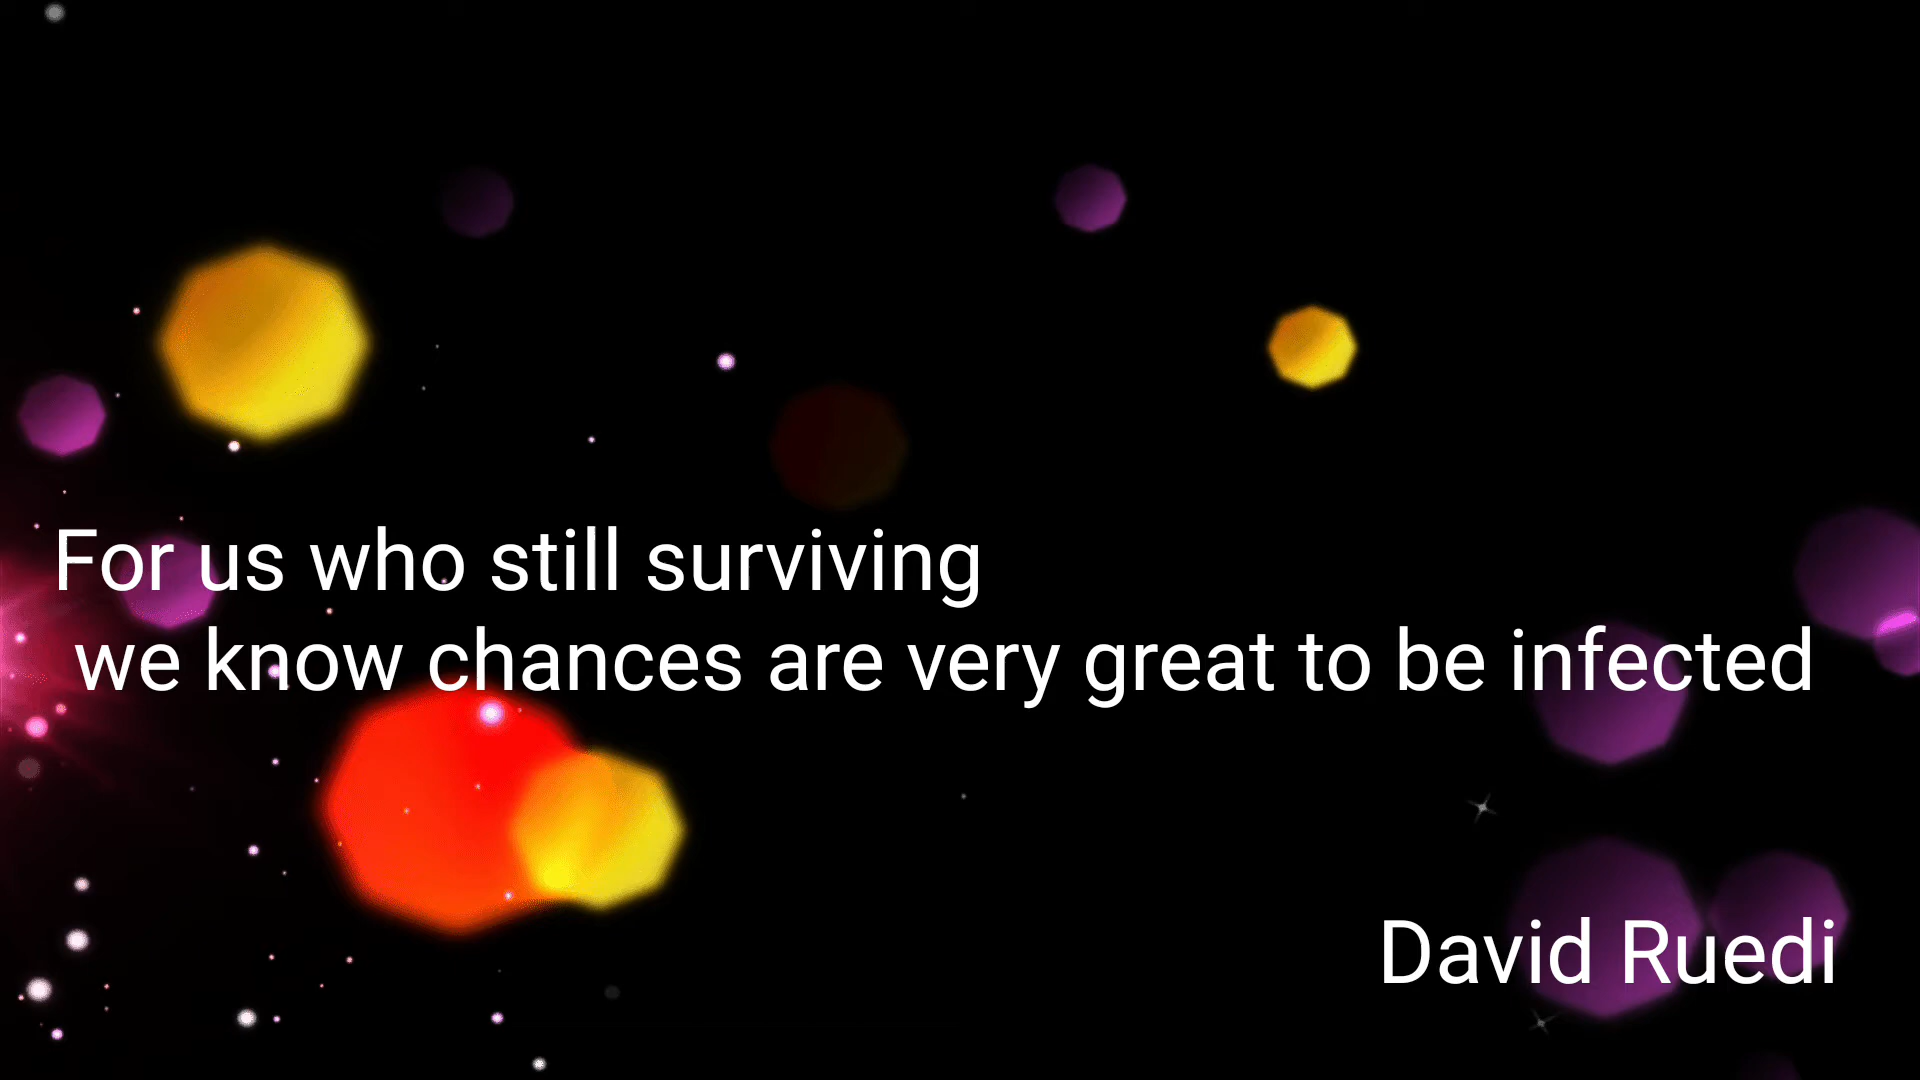 For us who still surviving
we know chances are very great to be infected
David Ruedi